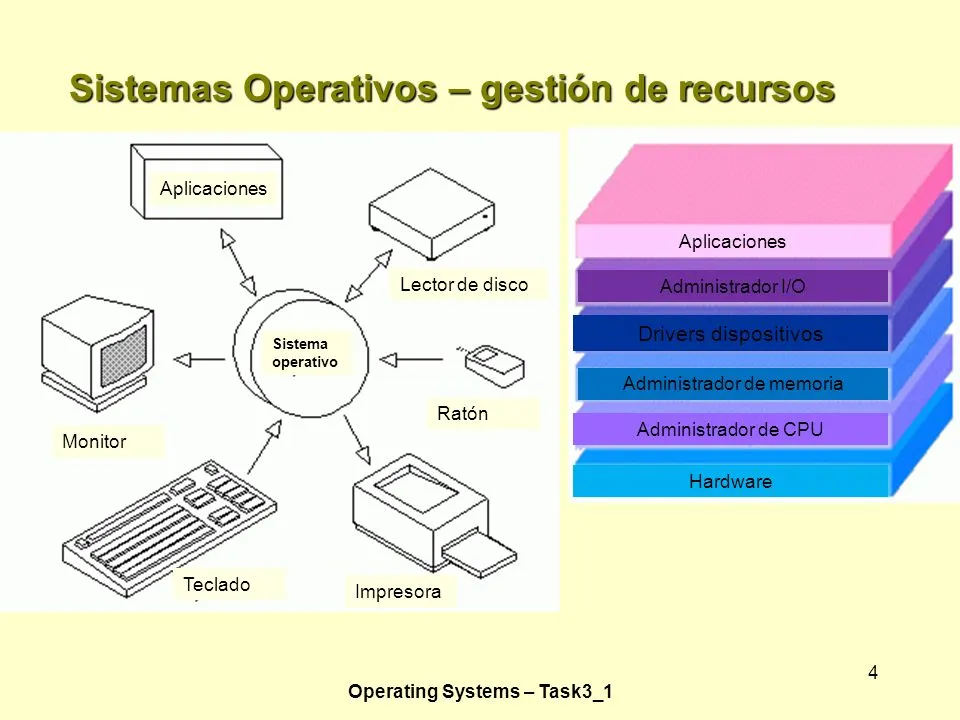 Sistemas Operativos – gestión de recursos
Aplicaciones
Lector de disco
Sistema
operativo
Ratón
Monitor
Teclado
Impresora
Aplicaciones
Administrador I/O
Drivers dispositivos
Administrador de memoria
Administrador de CPU
Hardware
4
Operating Systems – Task3_1